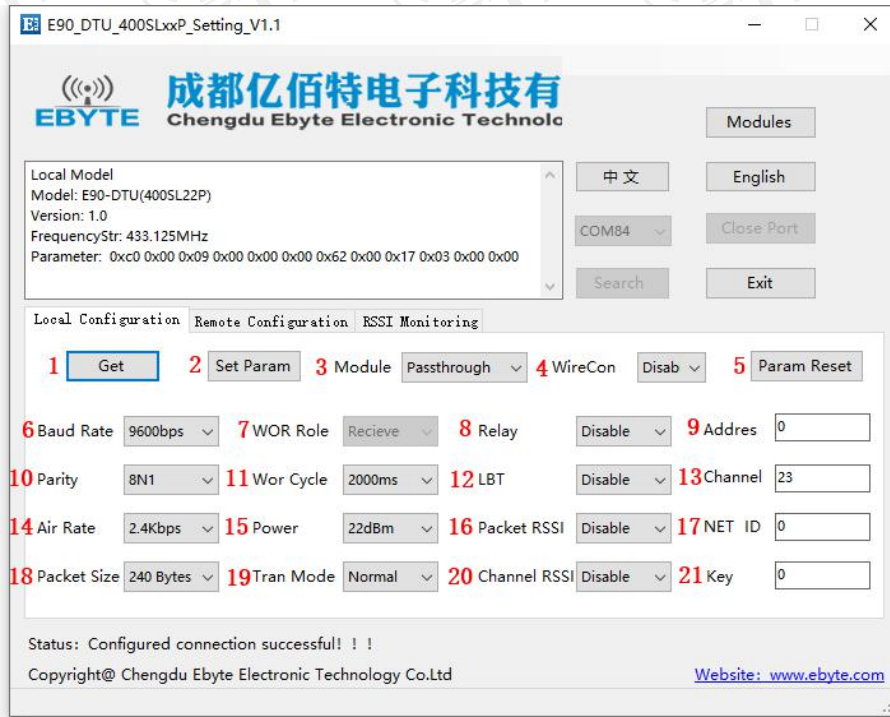 E90_DTU_400SLxxP_Setting_V1.1
EBYTE
成都亿佰特电子科技有
Chengdu Ebyte Electronic Technolo
Modules
Local Model
Model: E90-DTU(400SL22P)
Version: 1.0
FrequencyStr: 433.125MHz
Parameter: 0xc0 0x00 0x09 0x00 0x00 0x00 0x62 0x00 0x17 0x03 0x00 0x00
中文 English
COM84 Close Port
Search Exit
Local Configuration Remote Configuration RSSI Monitoring
1 Get 2 Set Param 3 Module Passthrough 4 WireCon Disab 5 Param Reset
6 Baud Rate 9600bps 7 WOR Role Recieve 8 Relay Disable 9 Addres 0
10 Parity 8N1 11 Wor Cycle 2000ms 12 LBT Disable 13 Channel 23
14 Air Rate 2.4Kbps 15 Power 22dBm 16 Packet RSSI Disable 17 NET ID 0
18 Packet Size 240 Bytes 19 Tran Mode Normal 20 Channel RSSI Disable 21 Key 0
Status: Configured connection successful! ! !
Copyright@ Chengdu Ebyte Electronic Technology Co.Ltd Website: www.ebyte.com